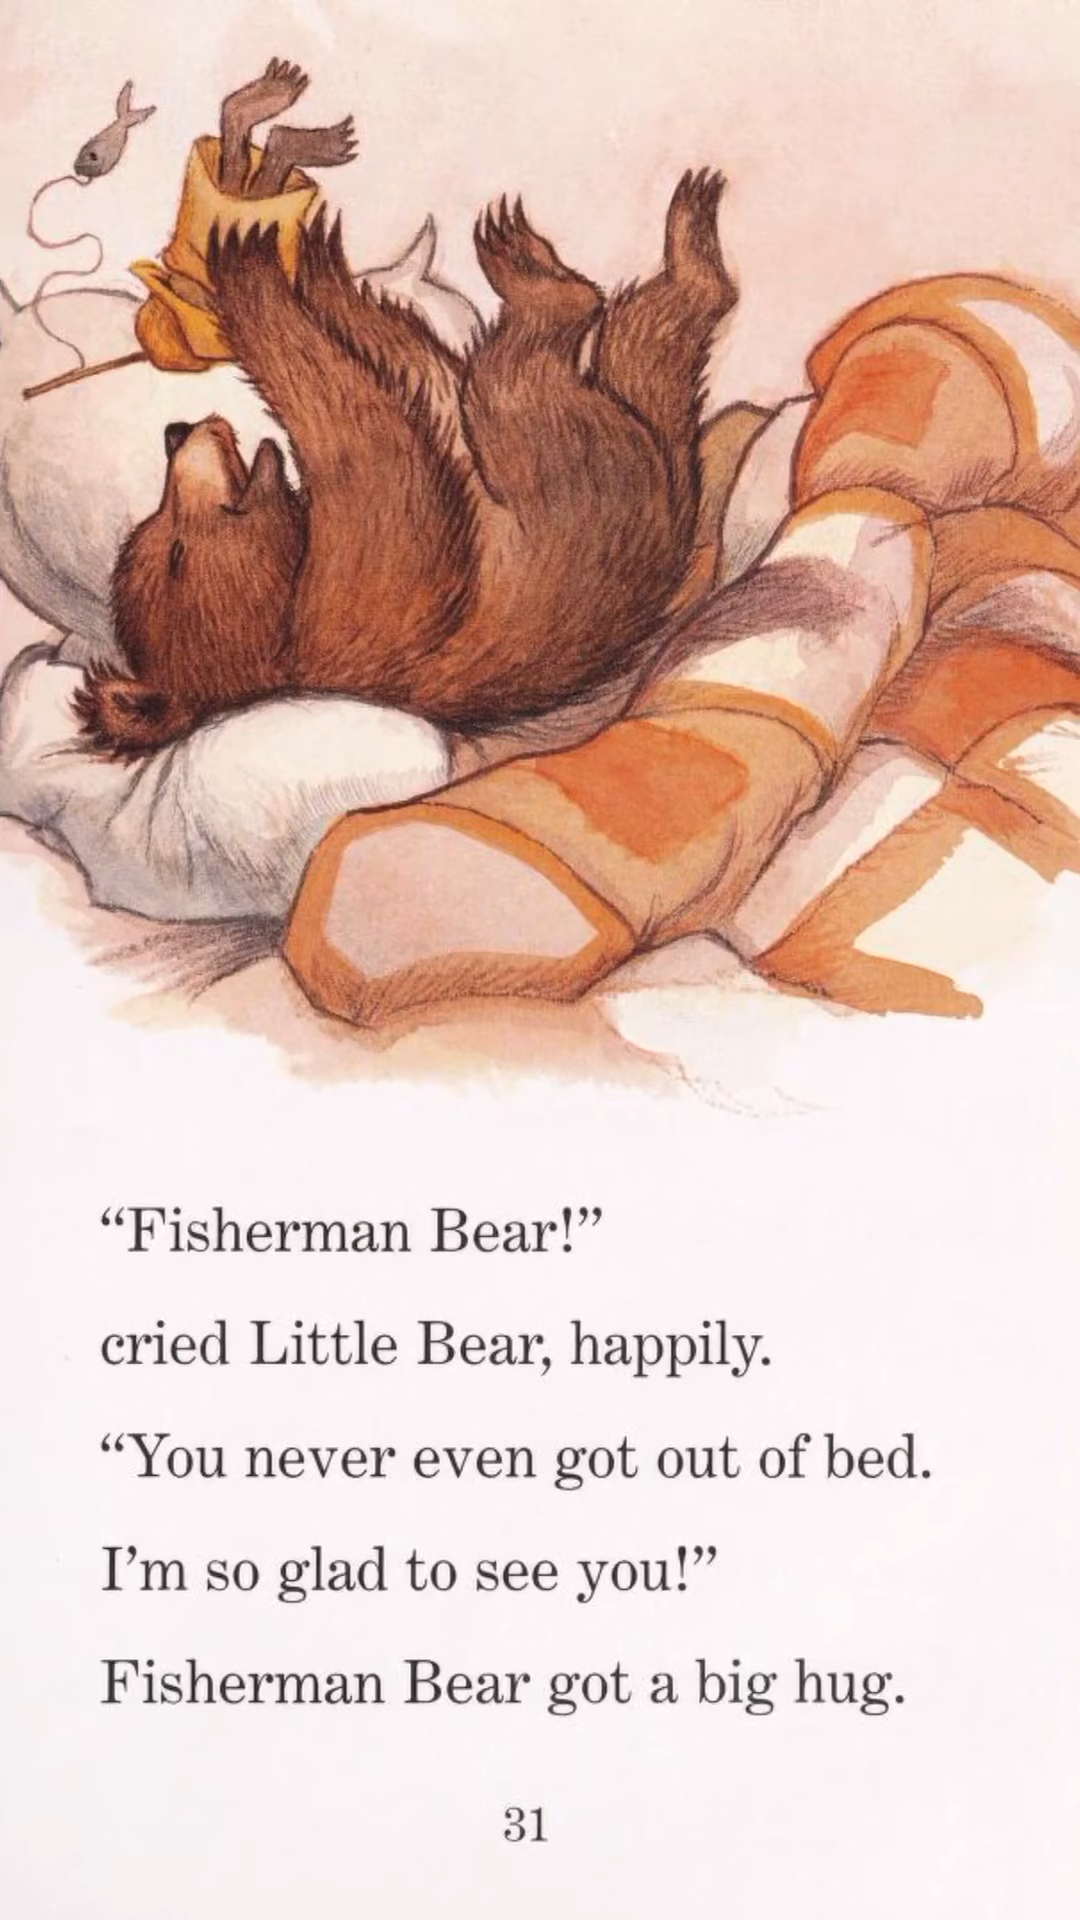 “Fisherman Bear!”
cried Little Bear, happily.
“You never even got out of bed.
I’m so glad to see you!”
Fisherman Bear got a big hug.
31